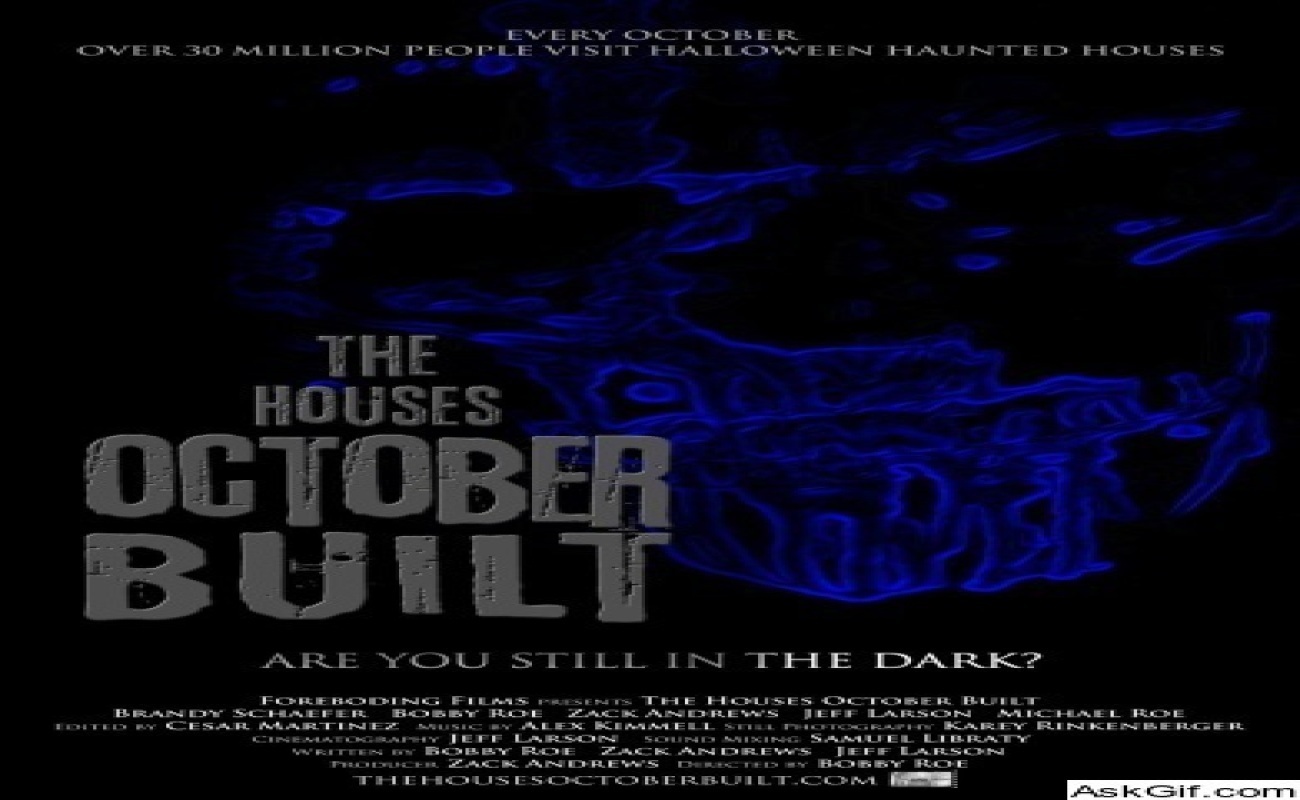 EVERY OCTOBER
OVER 30 MILLION PEOPLE VISIT HALLOWEEN HAUNTED HOUSES
THE
HOUSES
OCTOBER
BUILT
ARE YOU STILL IN THE DARK?
FOREBODING FILMS PRESENTS THE HOUSES OCTOBER BUILT
BRANDY SCHAEFER BOBBY ROE ZACK ANDREWS JEFF LARSON MICHAEL ROE
EDITED BY CESAR MARTINEZ MUSIC BY ALEX KEMMELL STILL PHOTOGRAPHY KARLEY RINKENBERGER
CINEMATOGRAPHY JEFF LARSON SOUND MIXING SAMUEL LIBRATY
WRITTEN BY BOBBY ROE ZACK ANDREWS JEFF LARSON
PRODUCER ZACK ANDREWS DIRECTED BY BOBBY ROE
THEHOUSESOCTOBERBUILT.COM
AskGif.com